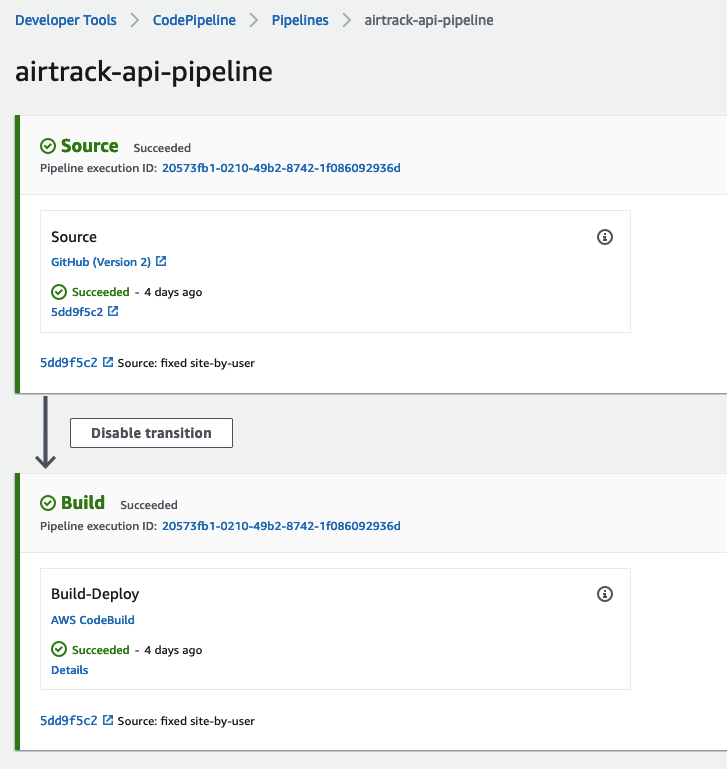 Developer Tools > CodePipeline > Pipelines > airtrack-api-pipeline
airtrack-api-pipeline
Source Succeeded
Pipeline execution ID: 20573fb1-0210-49b2-8742-1f086092936d
Source
GitHub (Version 2)
Succeeded - 4 days ago
5dd9f5c2
5dd9f5c2 Source: fixed site-by-user
Disable transition
Build Succeeded
Pipeline execution ID: 20573fb1-0210-49b2-8742-1f086092936d
Build-Deploy
AWS CodeBuild
Succeeded - 4 days ago
Details
5dd9f5c2 Source: fixed site-by-user